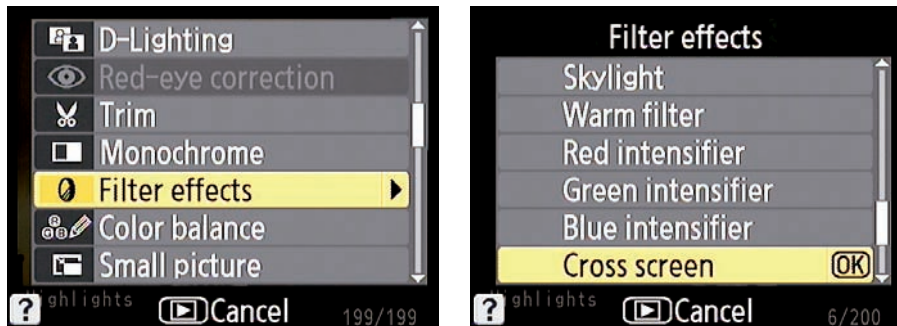 D-Lighting
Red-eye correction
Trim
Monochrome
Filter effects
Color balance
Small picture
? ghlights Cancel 199/199
Filter effects
Skylight
Warm filter
Red intensifier
Green intensifier
Blue intensifier
Cross screen OK
? ghlights Cancel 6/200